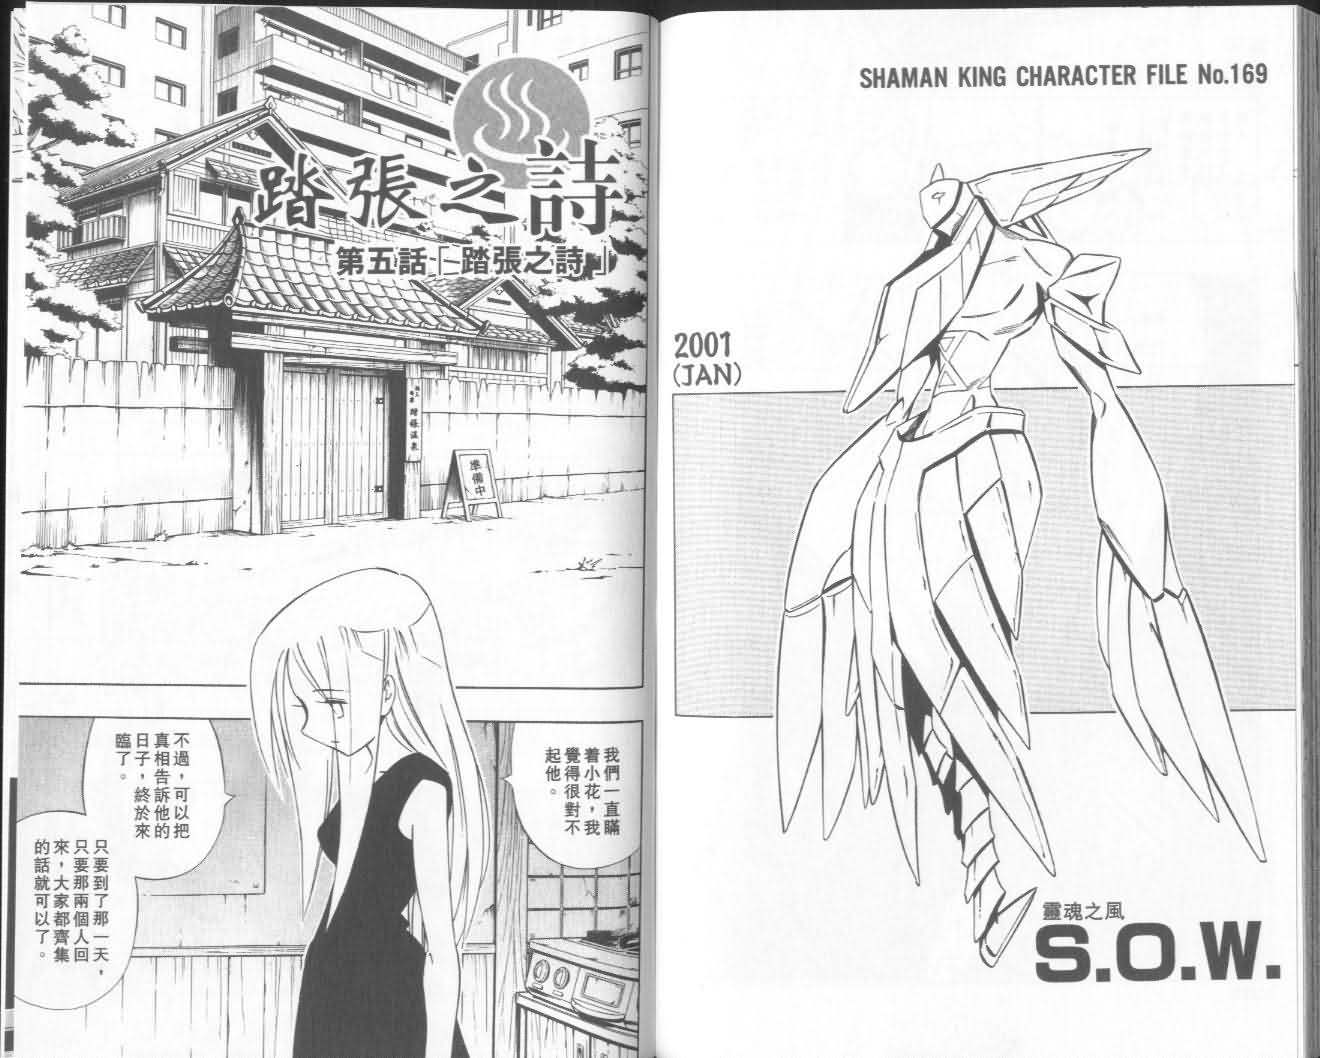 SHAMAN KING CHARACTER FILE No.169
2001
(JAN)
靈魂之風
S.O.W.
踏張之詩
第五話「踏張之詩」
踏張溫泉
準備中
我們一直瞞
着小花，我
覺得很對不
起他。
不過，可以把
真相告訴他的
日子，終於來
臨了。
只要到了那一天，
只要那兩個人回
來，大家都齊集
的話就可以了。